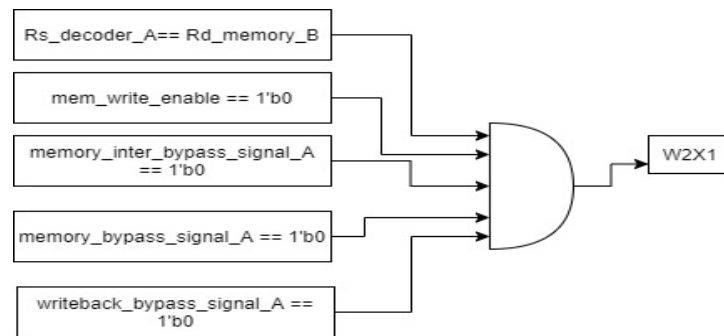 Rs_decoder_A== Rd_memory_B
mem_write_enable == 1'b0
memory_inter_bypass_signal_A
== 1'b0
W2X1
memory_bypass_signal_A == 1'b0
writeback_bypass_signal_A ==
1'b0